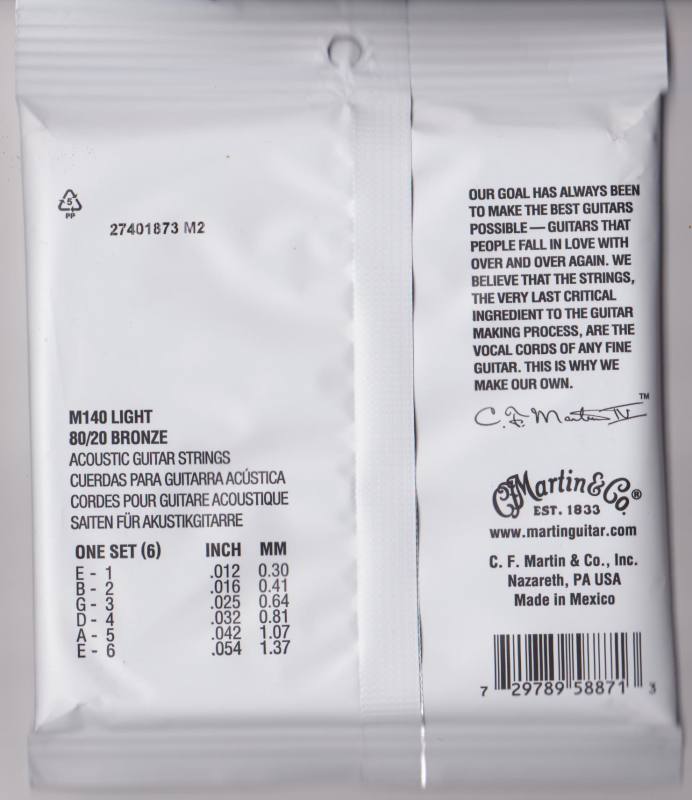 5
PP
27401873 M2
M140 LIGHT
80/20 BRONZE
ACOUSTIC GUITAR STRINGS
CUERDAS PARA GUITARRA ACÚSTICA
CORDES POUR GUITARE ACOUSTIQUE
SAITEN FÜR AKUSTIKGITARRE
ONE SET (6) INCH MM
E - 1 .012 0.30
B - 2 .016 0.41
G - 3 .025 0.64
D - 4 .032 0.81
A - 5 .042 1.07
E - 6 .054 1.37
OUR GOAL HAS ALWAYS BEEN
TO MAKE THE BEST GUITARS
POSSIBLE — GUITARS THAT
PEOPLE FALL IN LOVE WITH
OVER AND OVER AGAIN. WE
BELIEVE THAT THE STRINGS,
THE VERY LAST CRITICAL
INGREDIENT TO THE GUITAR
MAKING PROCESS, ARE THE
VOCAL CORDS OF ANY FINE
GUITAR. THIS IS WHY WE
MAKE OUR OWN.
C. F. Martin IV ™
CF Martin & Co. ®
EST. 1833
www.martinguitar.com
C. F. Martin & Co., Inc.
Nazareth, PA USA
Made in Mexico
7 29789 58871 3